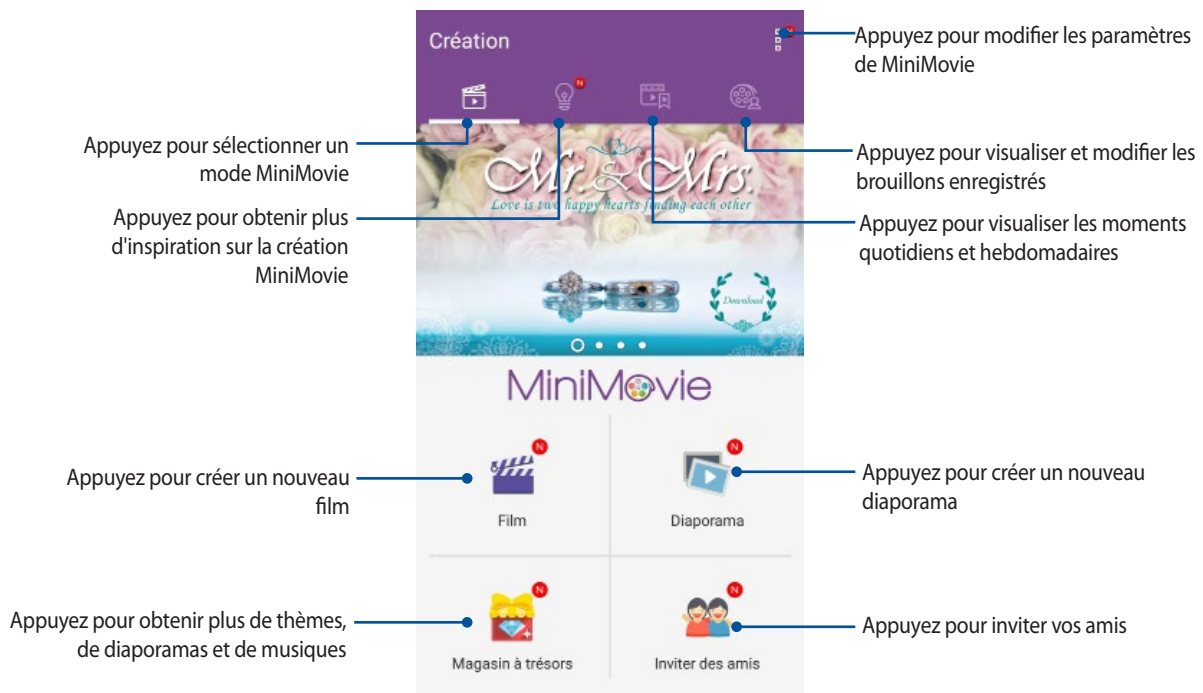 Création
Appuyez pour modifier les paramètres
de MiniMovie
N
Appuyez pour sélectionner un
mode MiniMovie
Appuyez pour obtenir plus
d'inspiration sur la création
MiniMovie
Mr. & Mrs.
Love is two happy hearts finding each other
Download
Appuyez pour visualiser et modifier les
brouillons enregistrés
Appuyez pour visualiser les moments
quotidiens et hebdomadaires
MiniMovie
Appuyez pour créer un nouveau
film
N
Film
N
Diaporama
Appuyez pour créer un nouveau
diaporama
Appuyez pour obtenir plus de thèmes,
de diaporamas et de musiques
N
Magasin à trésors
N
Inviter des amis
Appuyez pour inviter vos amis